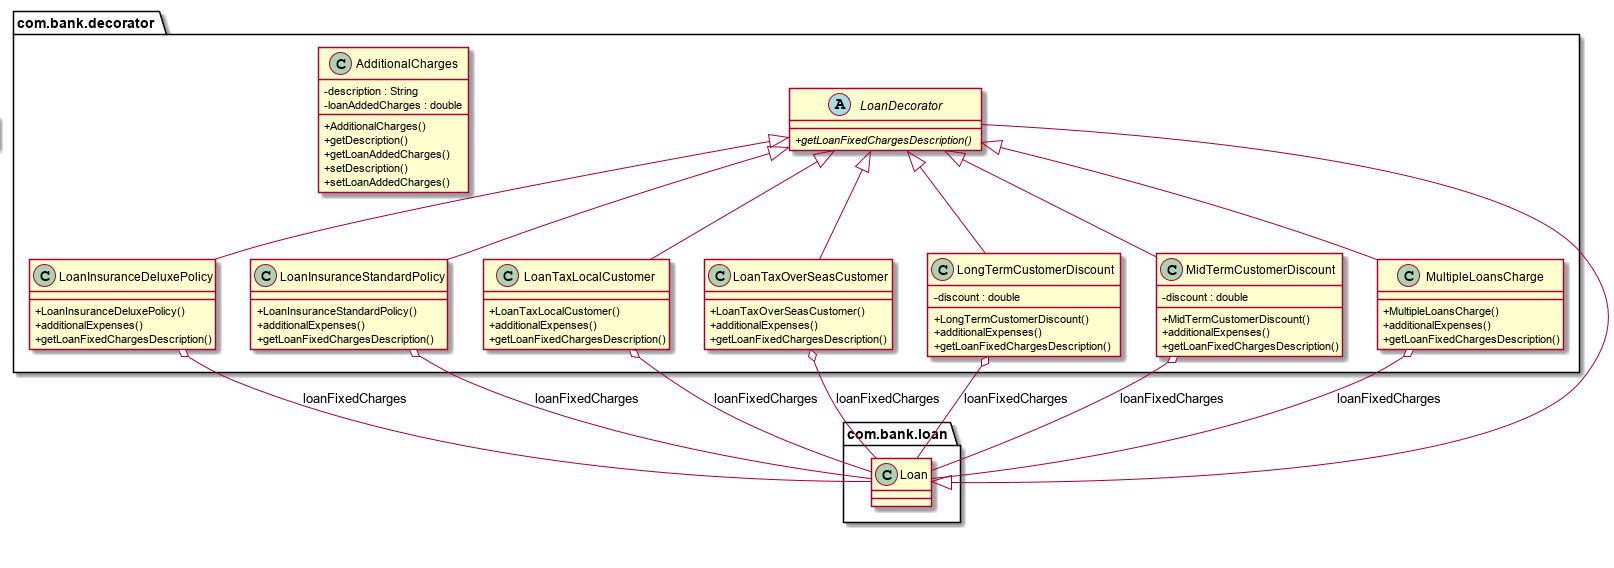 com.bank.decorator
C AdditionalCharges
-description : String
-loanAddedCharges : double
+AdditionalCharges()
+getDescription()
+getLoanAddedCharges()
+setDescription()
+setLoanAddedCharges()
A LoanDecorator
+getLoanFixedChargesDescription()
C LoanInsuranceDeluxePolicy
+LoanInsuranceDeluxePolicy()
+additionalExpenses()
+getLoanFixedChargesDescription()
C LoanInsuranceStandardPolicy
+LoanInsuranceStandardPolicy()
+additionalExpenses()
+getLoanFixedChargesDescription()
C LoanTaxLocalCustomer
+LoanTaxLocalCustomer()
+additionalExpenses()
+getLoanFixedChargesDescription()
C LoanTaxOverSeasCustomer
+LoanTaxOverSeasCustomer()
+additionalExpenses()
+getLoanFixedChargesDescription()
C LongTermCustomerDiscount
-discount : double
+LongTermCustomerDiscount()
+additionalExpenses()
+getLoanFixedChargesDescription()
C MidTermCustomerDiscount
-discount : double
+MidTermCustomerDiscount()
+additionalExpenses()
+getLoanFixedChargesDescription()
C MultipleLoansCharge
+MultipleLoansCharge()
+additionalExpenses()
+getLoanFixedChargesDescription()
loanFixedCharges
loanFixedCharges
loanFixedCharges
loanFixedCharges
loanFixedCharges
loanFixedCharges
loanFixedCharges
com.bank.loan
C Loan